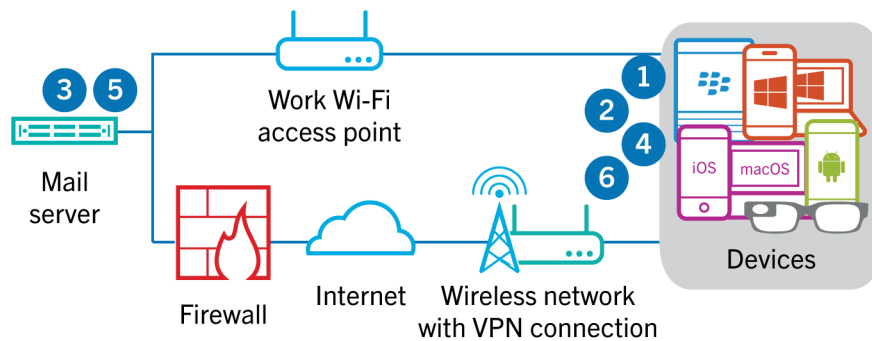 3 5
Mail
server
Work Wi-Fi
access point
1
2
4
6
iOS
macOS
Devices
Firewall
Internet
Wireless network
with VPN connection